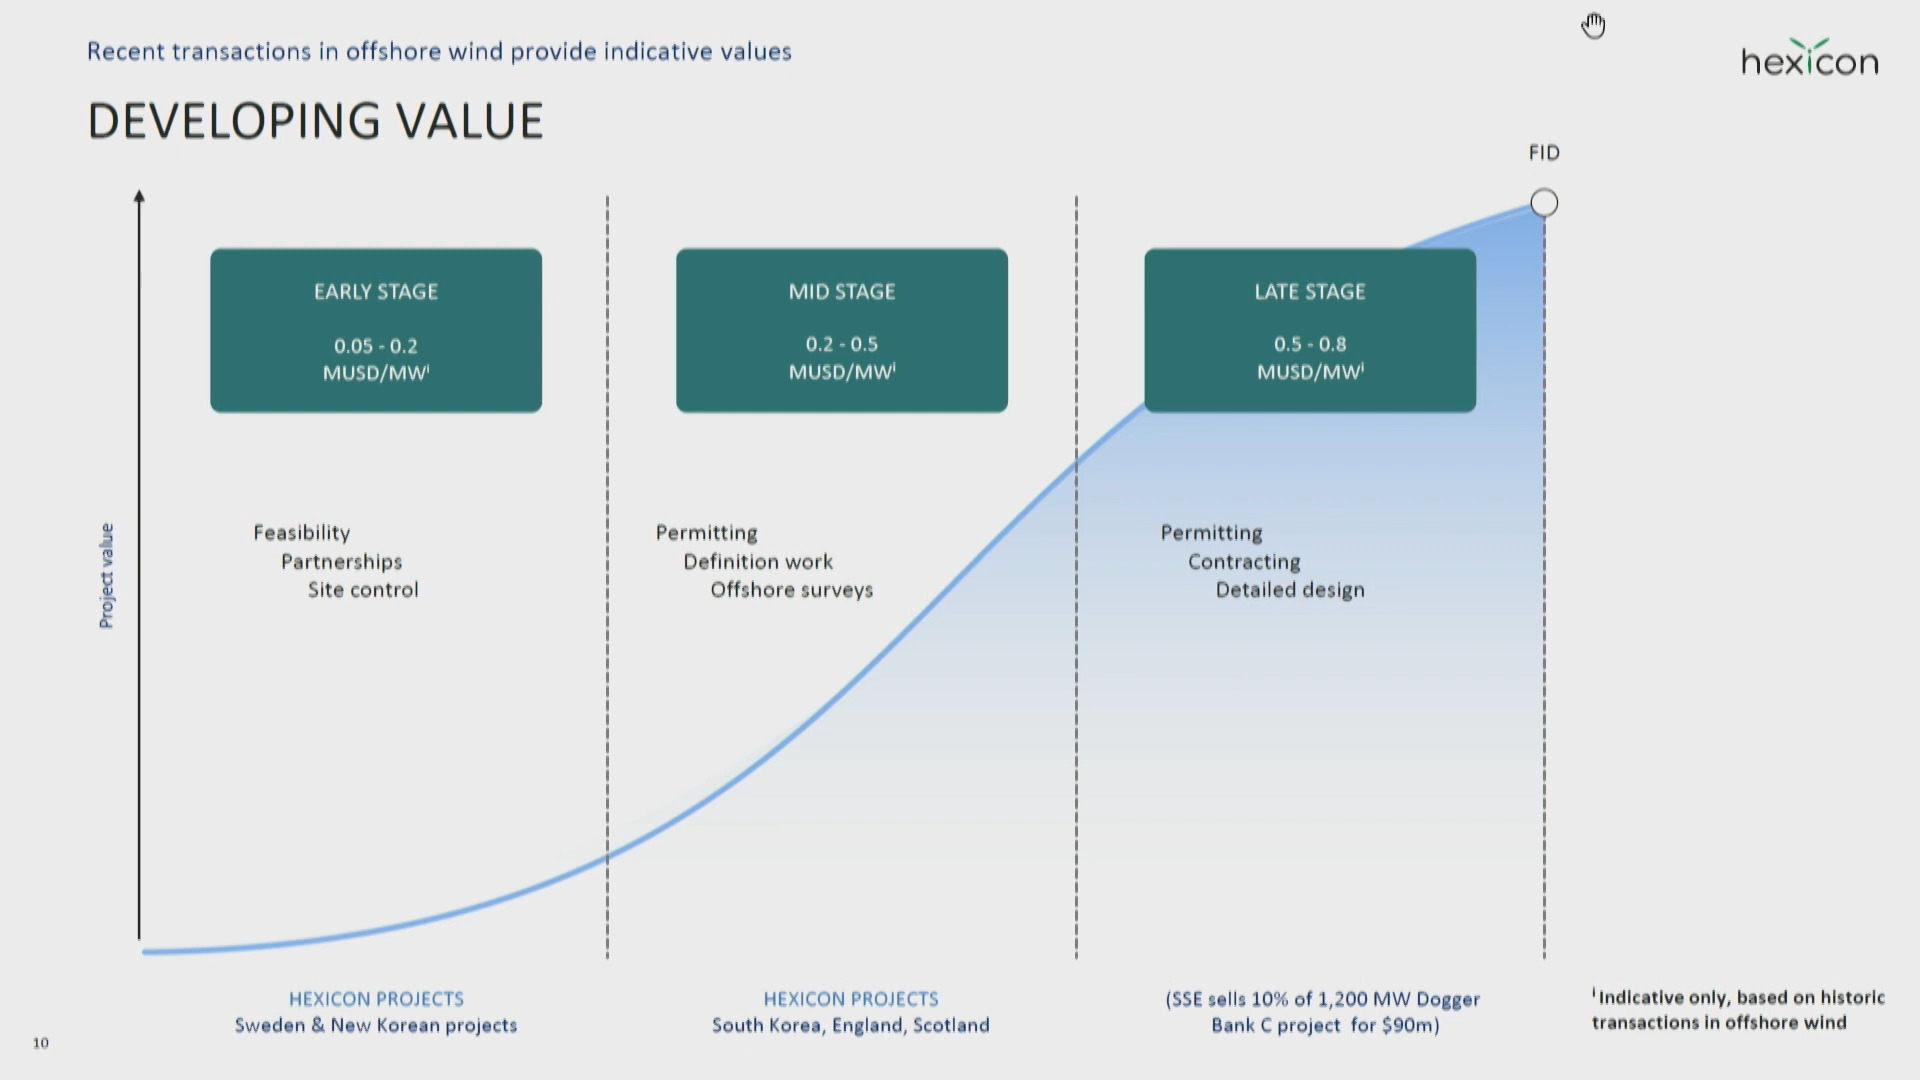 Recent transactions in offshore wind provide indicative values
hexicon
DEVELOPING VALUE
FID
EARLY STAGE
0.05 - 0.2
MUSD/MWⁱ
MID STAGE
0.2 - 0.5
MUSD/MWⁱ
LATE STAGE
0.5 - 0.8
MUSD/MWⁱ
Project value
Feasibility
Partnerships
Site control
Permitting
Definition work
Offshore surveys
Permitting
Contracting
Detailed design
HEXICON PROJECTS
Sweden & New Korean projects
HEXICON PROJECTS
South Korea, England, Scotland
(SSE sells 10% of 1,200 MW Dogger
Bank C project for $90m)
ⁱ Indicative only, based on historic
transactions in offshore wind
10